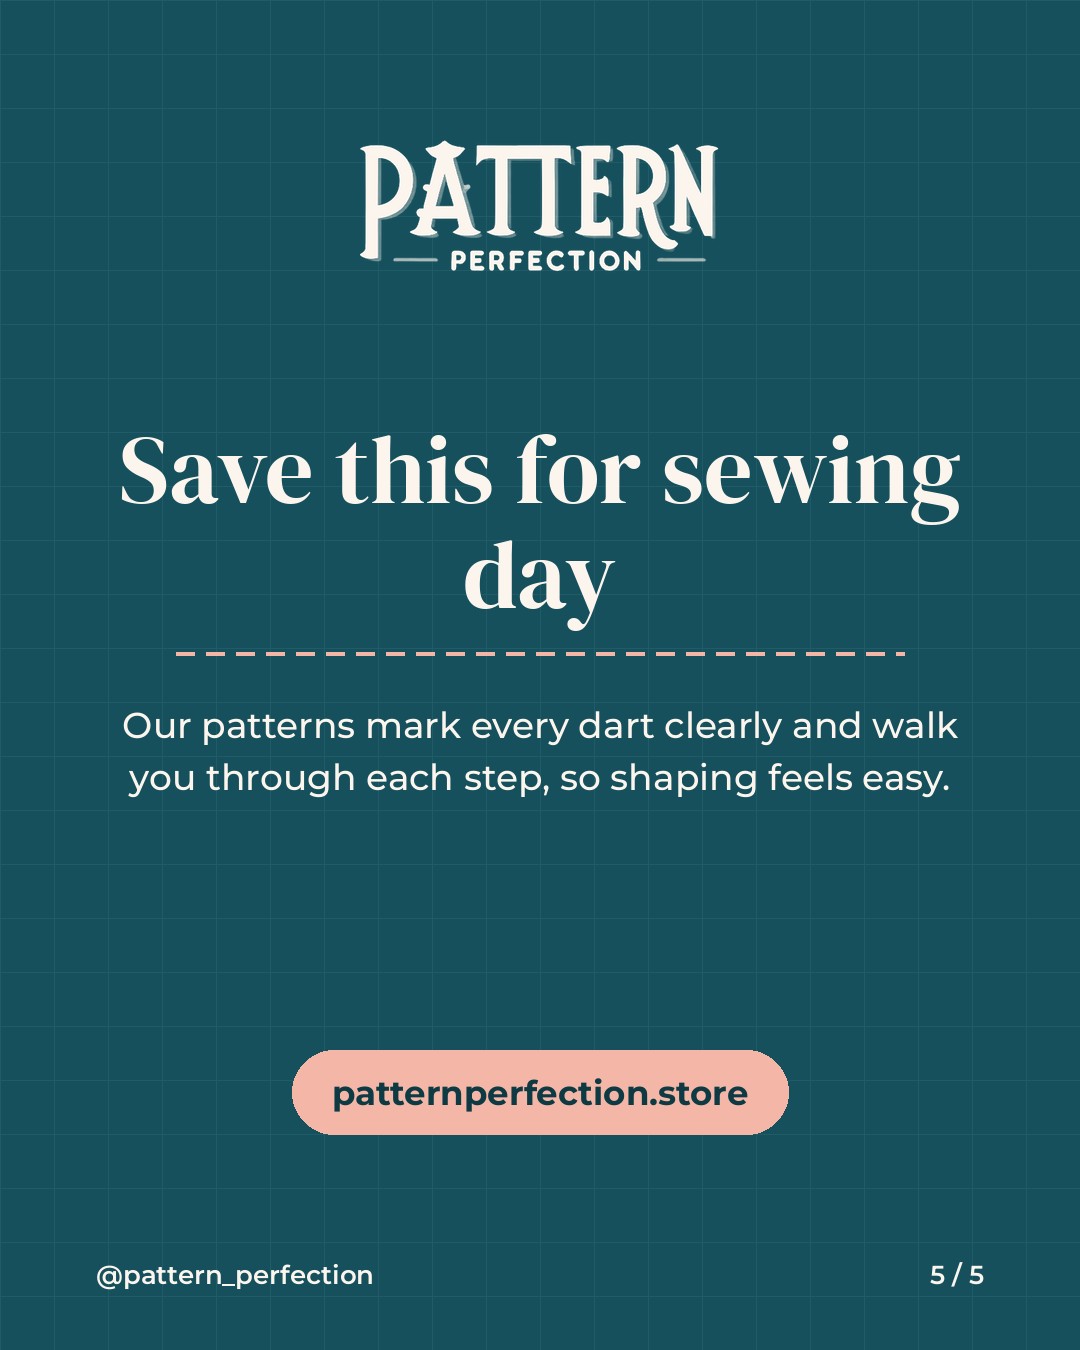 PATTERN
PERFECTION
Save this for sewing
day
Our patterns mark every dart clearly and walk
you through each step, so shaping feels easy.
patternperfection.store
@pattern_perfection
5 / 5